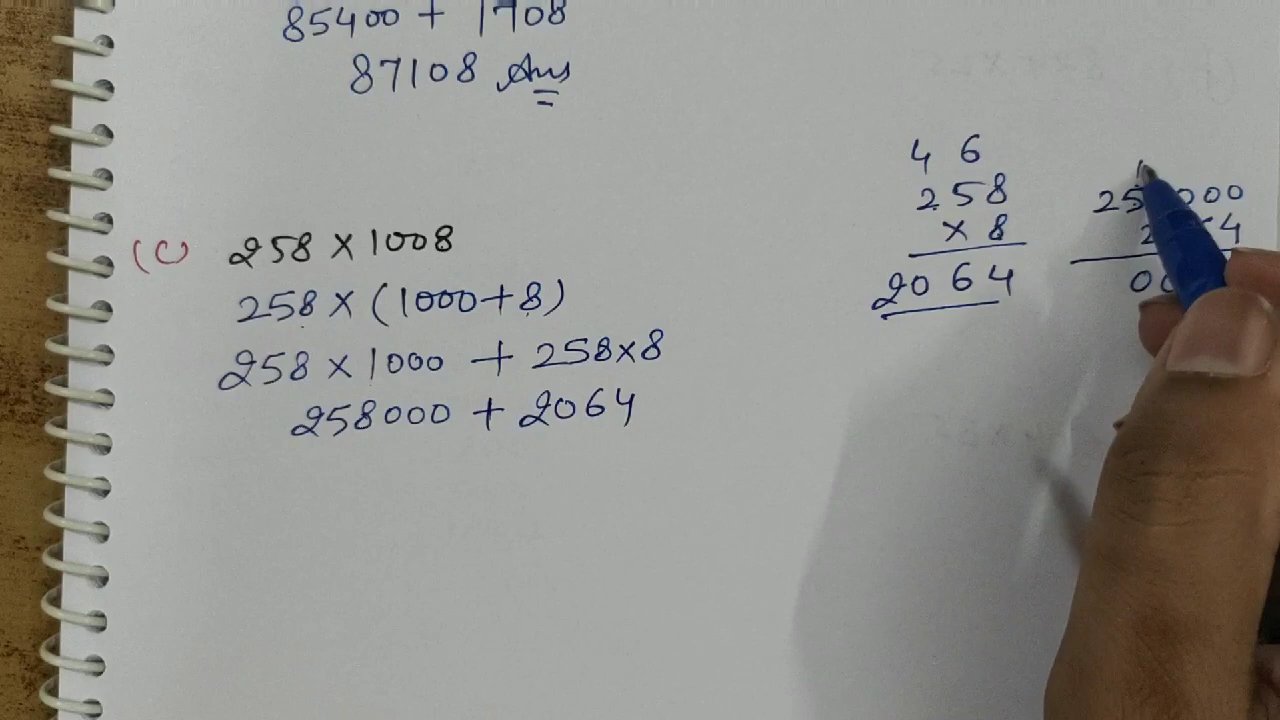 85400 + 1708
87108 Ans
(C) 258 × 1008
258 × (1000+8)
258 × 1000 + 258×8
258000 + 2064
4 6
258
× 8
2064